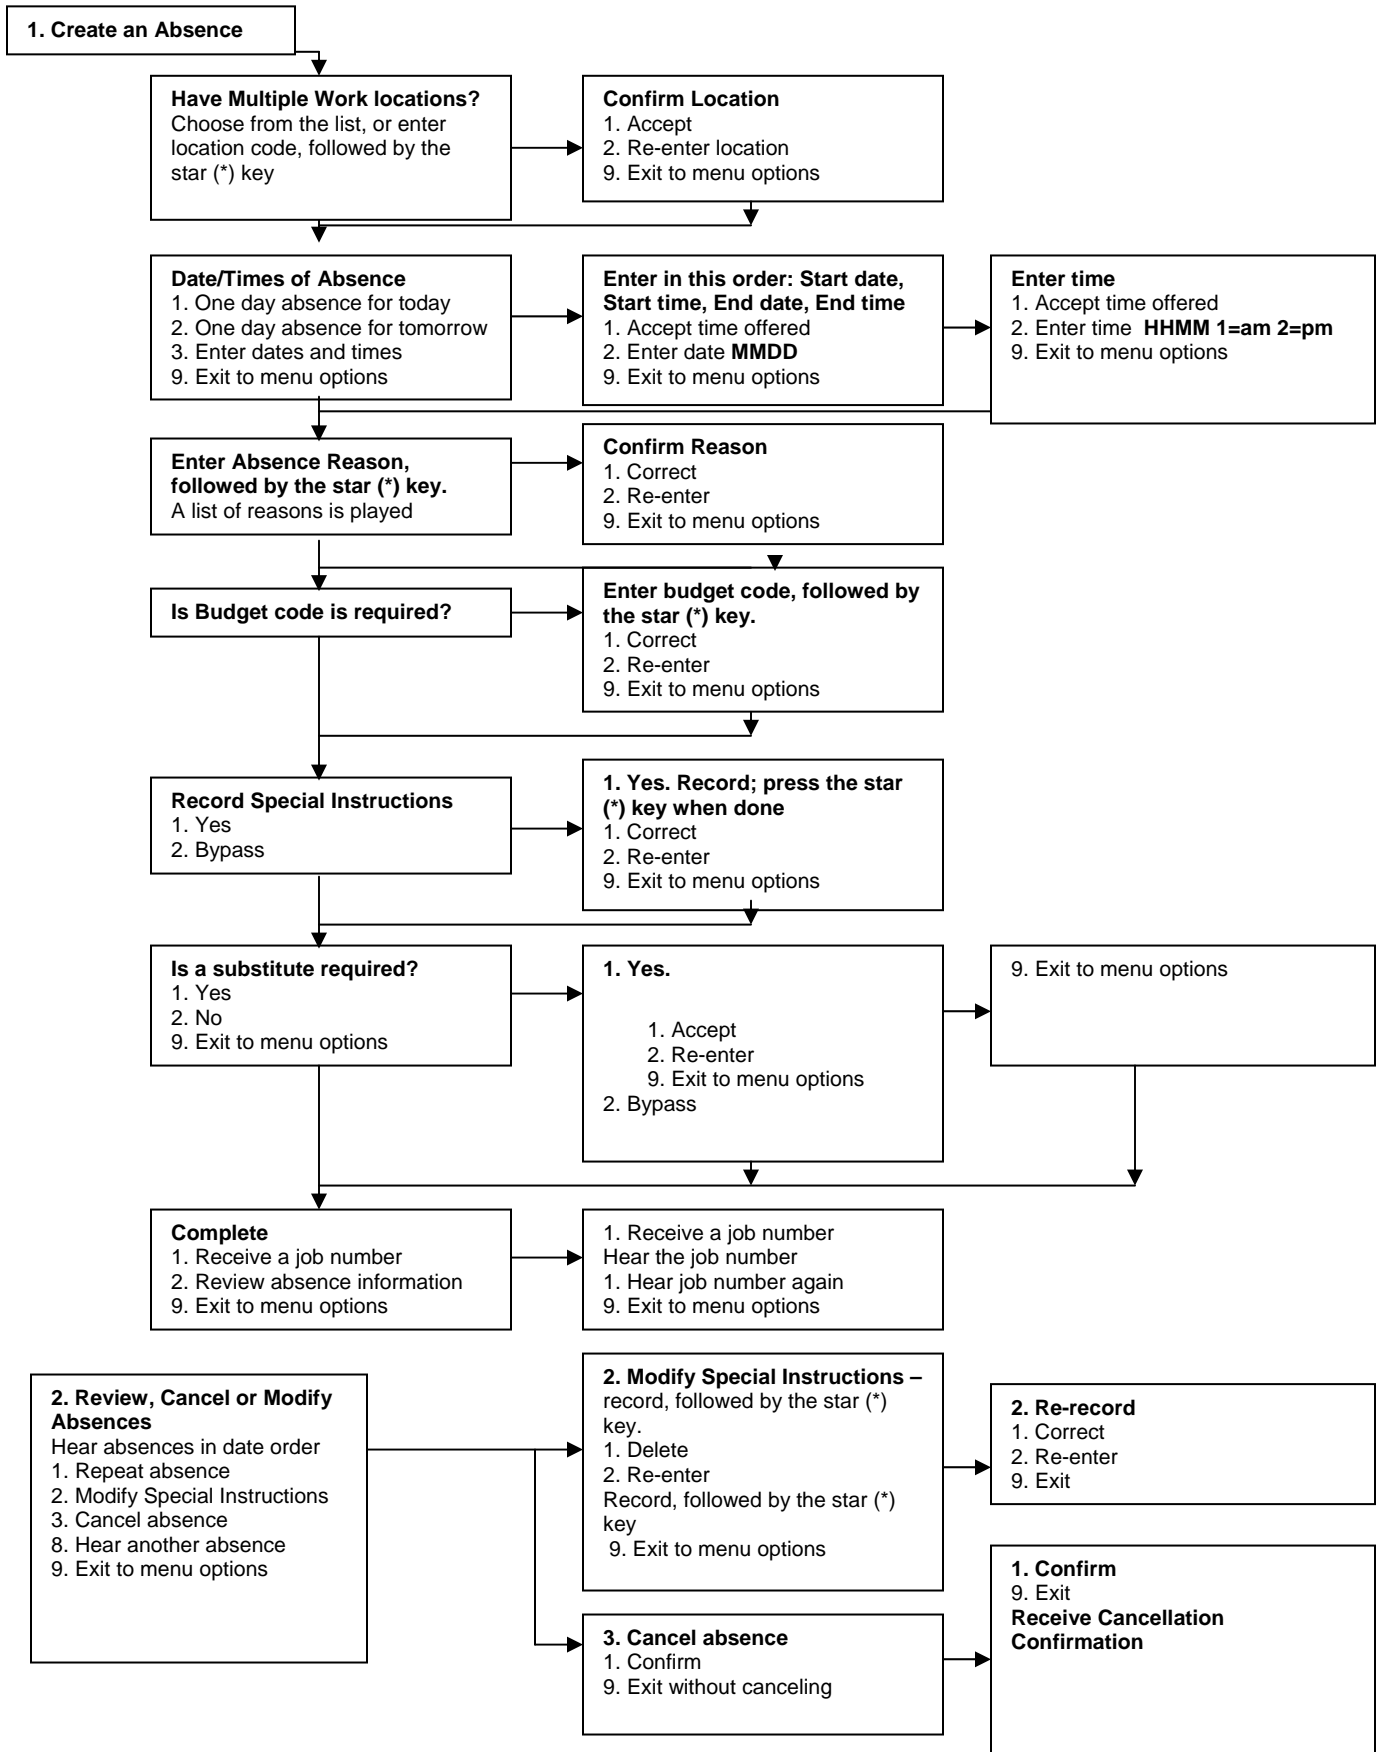 1. Create an Absence
Have Multiple Work locations?
Choose from the list, or enter
location code, followed by the
star (*) key
Confirm Location
1. Accept
2. Re-enter location
9. Exit to menu options
Date/Times of Absence
1. One day absence for today
2. One day absence for tomorrow
3. Enter dates and times
9. Exit to menu options
Enter in this order: Start date,
Start time, End date, End time
1. Accept time offered
2. Enter date MMDD
9. Exit to menu options
Enter time
1. Accept time offered
2. Enter time HHMM 1=am 2=pm
9. Exit to menu options
Enter Absence Reason,
followed by the star (*) key.
A list of reasons is played
Confirm Reason
1. Correct
2. Re-enter
9. Exit to menu options
Is Budget code is required?
Enter budget code, followed by
the star (*) key.
1. Correct
2. Re-enter
9. Exit to menu options
Record Special Instructions
1. Yes
2. Bypass
1. Yes. Record; press the star
(*) key when done
1. Correct
2. Re-enter
9. Exit to menu options
Is a substitute required?
1. Yes
2. No
9. Exit to menu options
1. Yes.
1. Accept
2. Re-enter
9. Exit to menu options
2. Bypass
9. Exit to menu options
Complete
1. Receive a job number
2. Review absence information
9. Exit to menu options
1. Receive a job number
Hear the job number
1. Hear job number again
9. Exit to menu options
2. Review, Cancel or Modify
Absences
Hear absences in date order
1. Repeat absence
2. Modify Special Instructions
3. Cancel absence
8. Hear another absence
9. Exit to menu options
2. Modify Special Instructions –
record, followed by the star (*)
key.
1. Delete
2. Re-enter
Record, followed by the star (*)
key
9. Exit to menu options
2. Re-record
1. Correct
2. Re-enter
9. Exit
3. Cancel absence
1. Confirm
9. Exit without canceling
1. Confirm
9. Exit
Receive Cancellation
Confirmation